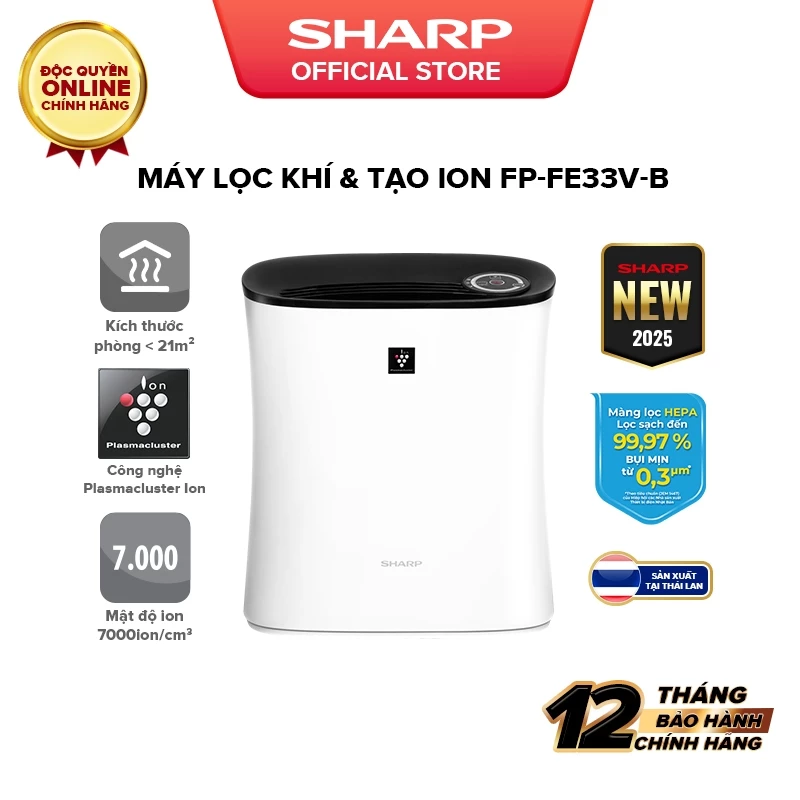 ĐỘC QUYỀN
ONLINE
CHÍNH HÃNG
SHARP
OFFICIAL STORE
MÁY LỌC KHÍ & TẠO ION FP-FE33V-B
Kích thước
phòng < 21m²
Ion
Plasmacluster
Công nghệ
Plasmacluster Ion
7.000
Mật độ ion
7000ion/cm³
Ion
Plasmacluster
SHARP
SHARP
NEW
2025
Màng lọc HEPA
Lọc sạch đến
99,97 %
BỤI MỊN
từ 0,3µm*
SẢN XUẤT
TẠI THÁI LAN
12 THÁNG
BẢO HÀNH
CHÍNH HÃNG